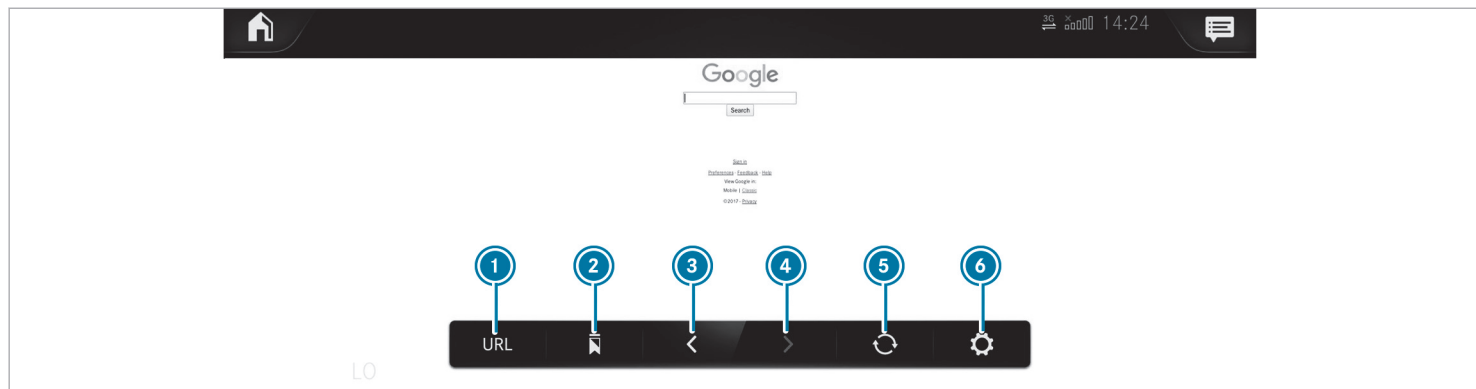 3G 14:24
Google
Search
Sign in
Preferences - Feedback - Help
View Google in:
Mobile | Classic
©2017 - Privacy
1 2 3 4 5 6
URL
LO